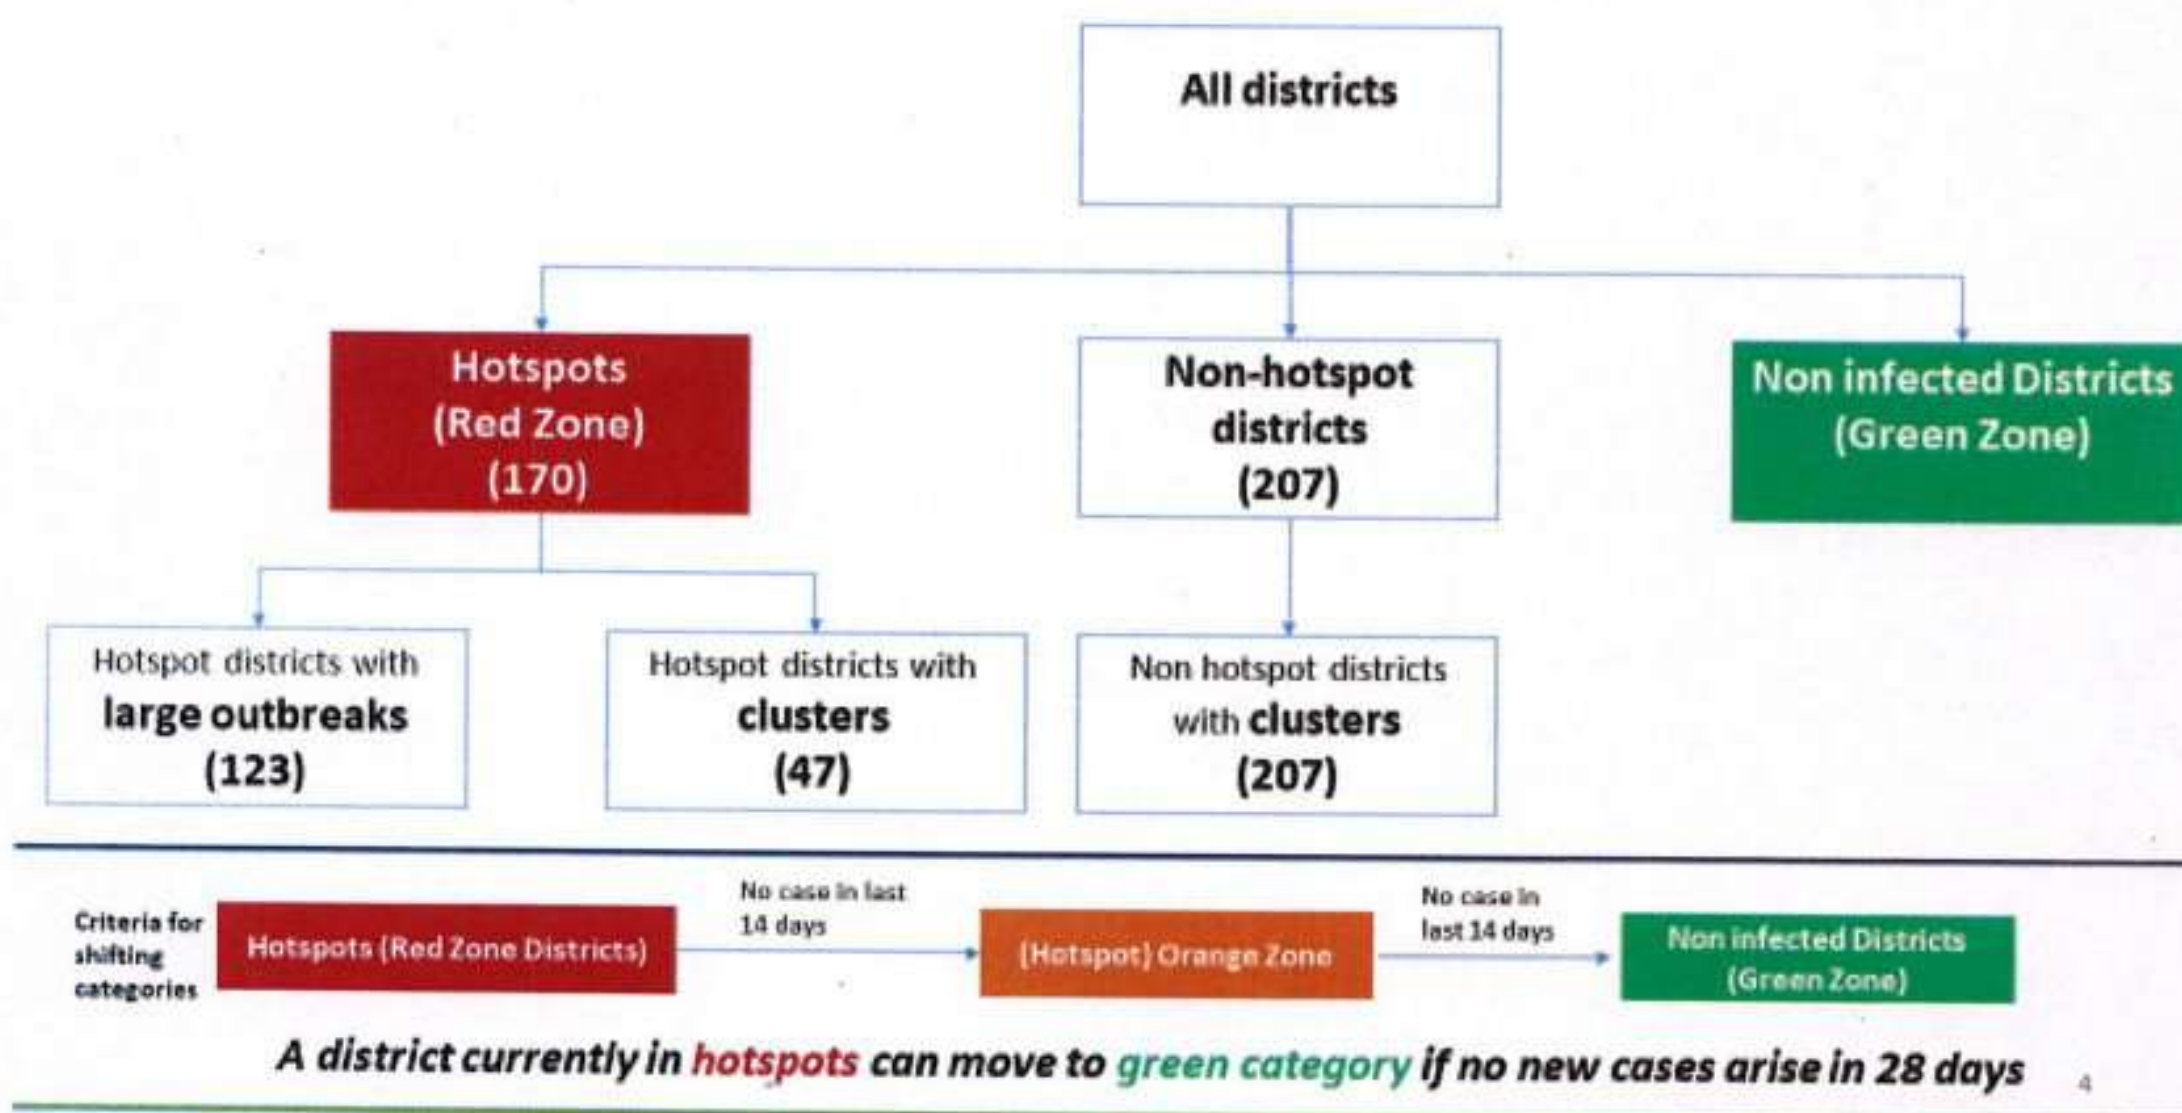 All districts
Hotspots
(Red Zone)
(170)
Non-hotspot
districts
(207)
Non infected Districts
(Green Zone)
Hotspot districts with
large outbreaks
(123)
Hotspot districts with
clusters
(47)
Non hotspot districts
with clusters
(207)
Criteria for
shifting
categories
Hotspots (Red Zone Districts)
No case in last
14 days
(Hotspot) Orange Zone
No case in
last 14 days
Non infected Districts
(Green Zone)
A district currently in hotspots can move to green category if no new cases arise in 28 days
4